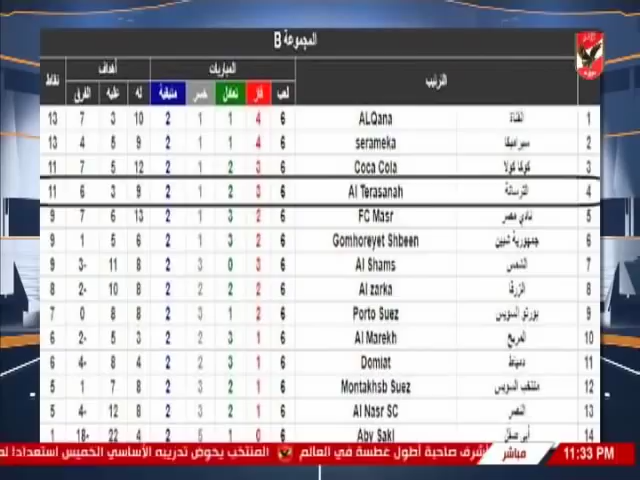 المجموعة B
الترتيب المباريات أهداف نقاط
لعب فاز تعادل خسر متبقية له عليه الفرق
1 القناة ALQana 6 4 1 1 2 10 3 7 13
2 سيراميكا serameka 6 4 1 1 2 9 4 5 13
3 كوكا كولا Coca Cola 6 3 2 1 2 12 5 7 11
4 الترسانة Al Terasanah 6 3 2 1 2 9 3 6 11
5 نادي مصر FC Masr 6 2 3 1 2 13 6 7 9
6 جمهورية شبين Gomhoreyet Shbeen 6 2 3 1 2 6 5 1 9
7 الشمس Al Shams 6 3 0 3 2 8 11 3- 9
8 الزرقا Al zarka 6 2 2 2 2 8 10 2- 8
9 بورتو السويس Porto Suez 6 2 1 3 2 8 8 0 7
10 المريخ Al Marekh 6 1 3 2 2 3 5 2- 6
11 دمياط Domiat 6 1 3 2 2 4 8 4- 6
12 منتخب السويس Montakhsb Suez 6 1 2 3 2 8 7 1 5
13 النصر Al Nasr SC 6 1 2 3 2 8 12 4- 5
14 أبي صقل Aby Sakl 6 0 1 5 2 4 22 18- 1
11:33 PM مباشر أشرف صاحبة أطول غطسة في العالم المنتخب يخوض تدريبه الأساسي الخميس استعدادا